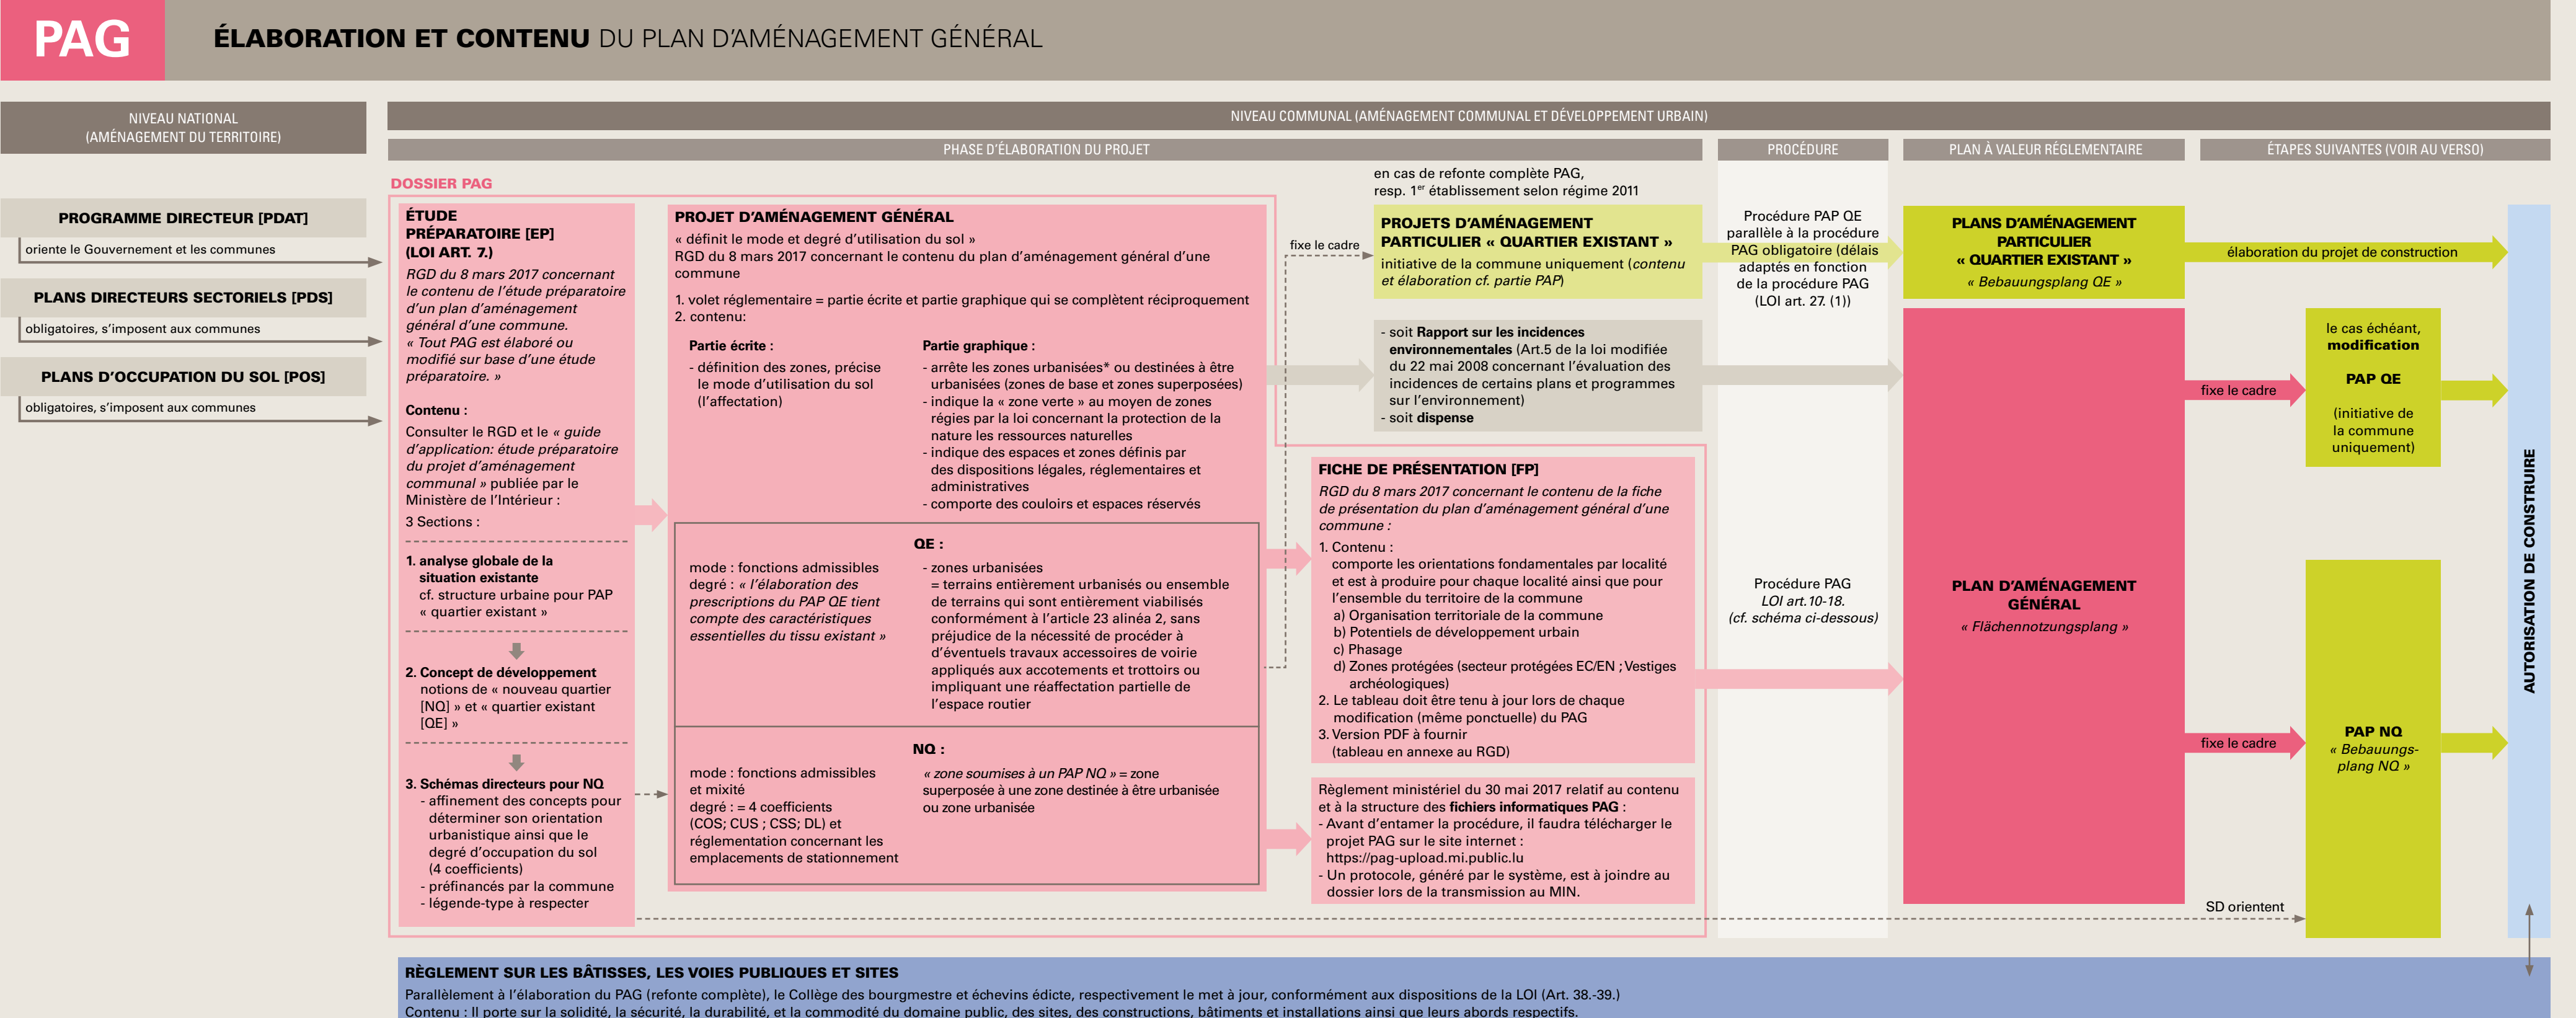 PAG
ÉLABORATION ET CONTENU DU PLAN D’AMÉNAGEMENT GÉNÉRAL
NIVEAU NATIONAL
(AMÉNAGEMENT DU TERRITOIRE)
PROGRAMME DIRECTEUR [PDAT]
oriente le Gouvernement et les communes
PLANS DIRECTEURS SECTORIELS [PDS]
obligatoires, s’imposent aux communes
PLANS D’OCCUPATION DU SOL [POS]
obligatoires, s’imposent aux communes
NIVEAU COMMUNAL (AMÉNAGEMENT COMMUNAL ET DÉVELOPPEMENT URBAIN)
PHASE D’ÉLABORATION DU PROJET
DOSSIER PAG
ÉTUDE
PRÉPARATOIRE [EP]
(LOI ART. 7.)
RGD du 8 mars 2017 concernant
le contenu de l’étude préparatoire
d’un plan d’aménagement
général d’une commune.
« Tout PAG est élaboré ou
modifié sur base d’une étude
préparatoire. »
Contenu :
Consulter le RGD et le « guide
d’application: étude préparatoire
du projet d’aménagement
communal » publiée par le
Ministère de l’Intérieur :
3 Sections :
1. analyse globale de la
situation existante
cf. structure urbaine pour PAP
« quartier existant »
2. Concept de développement
notions de « nouveau quartier
[NQ] » et « quartier existant
[QE] »
3. Schémas directeurs pour NQ
- affinement des concepts pour
déterminer son orientation
urbanistique ainsi que le
degré d’occupation du sol
(4 coefficients)
- préfinancés par la commune
- légende-type à respecter
PROJET D’AMÉNAGEMENT GÉNÉRAL
« définit le mode et degré d’utilisation du sol »
RGD du 8 mars 2017 concernant le contenu du plan d’aménagement général d’une
commune
1. volet réglementaire = partie écrite et partie graphique qui se complètent réciproquement
2. contenu:
Partie écrite :
- définition des zones, précise
le mode d’utilisation du sol
(l’affectation)
Partie graphique :
- arrête les zones urbanisées* ou destinées à être
urbanisées (zones de base et zones superposées)
- indique la « zone verte » au moyen de zones
régies par la loi concernant la protection de la
nature les ressources naturelles
- indique des espaces et zones définis par
des dispositions légales, réglementaires et
administratives
- comporte des couloirs et espaces réservés
QE :
mode : fonctions admissibles
degré : « l’élaboration des
prescriptions du PAP QE tient
compte des caractéristiques
essentielles du tissu existant »
- zones urbanisées
= terrains entièrement urbanisés ou ensemble
de terrains qui sont entièrement viabilisés
conformément à l’article 23 alinéa 2, sans
préjudice de la nécessité de procéder à
d’éventuels travaux accessoires de voirie
appliqués aux accotements et trottoirs ou
impliquant une réaffectation partielle de
l’espace routier
NQ :
mode : fonctions admissibles
et mixité
degré : = 4 coefficients
(COS; CUS ; CSS; DL) et
réglementation concernant les
emplacements de stationnement
« zone soumises à un PAP NQ » = zone
superposée à une zone destinée à être urbanisée
ou zone urbanisée
fixe le cadre
en cas de refonte complète PAG,
resp. 1er établissement selon régime 2011
PROJETS D’AMÉNAGEMENT
PARTICULIER « QUARTIER EXISTANT »
initiative de la commune uniquement (contenu
et élaboration cf. partie PAP)
- soit Rapport sur les incidences
environnementales (Art.5 de la loi modifiée
du 22 mai 2008 concernant l’évaluation des
incidences de certains plans et programmes
sur l’environnement)
- soit dispense
FICHE DE PRÉSENTATION [FP]
RGD du 8 mars 2017 concernant le contenu de la fiche
de présentation du plan d’aménagement général d’une
commune :
1. Contenu :
comporte les orientations fondamentales par localité
et est à produire pour chaque localité ainsi que pour
l’ensemble du territoire de la commune
a) Organisation territoriale de la commune
b) Potentiels de développement urbain
c) Phasage
d) Zones protégées (secteur protégées EC/EN ; Vestiges
archéologiques)
2. Le tableau doit être tenu à jour lors de chaque
modification (même ponctuelle) du PAG
3. Version PDF à fournir
(tableau en annexe au RGD)
Règlement ministériel du 30 mai 2017 relatif au contenu
et à la structure des fichiers informatiques PAG :
- Avant d’entamer la procédure, il faudra télécharger le
projet PAG sur le site internet :
https://pag-upload.mi.public.lu
- Un protocole, généré par le système, est à joindre au
dossier lors de la transmission au MIN.
PROCÉDURE
Procédure PAP QE
parallèle à la procédure
PAG obligatoire (délais
adaptés en fonction
de la procédure PAG
(LOI art. 27. (1))
Procédure PAG
LOI art.10-18.
(cf. schéma ci-dessous)
PLAN À VALEUR RÉGLEMENTAIRE
PLANS D’AMÉNAGEMENT
PARTICULIER
« QUARTIER EXISTANT »
« Bebauungsplang QE »
PLAN D’AMÉNAGEMENT
GÉNÉRAL
« Flächennotzungsplang »
ÉTAPES SUIVANTES (VOIR AU VERSO)
élaboration du projet de construction
fixe le cadre
le cas échéant,
modification
PAP QE
(initiative de
la commune
uniquement)
fixe le cadre
PAP NQ
« Bebauungs-
plang NQ »
SD orientent
AUTORISATION DE CONSTRUIRE
RÈGLEMENT SUR LES BÂTISSES, LES VOIES PUBLIQUES ET SITES
Parallèlement à l’élaboration du PAG (refonte complète), le Collège des bourgmestre et échevins édicte, respectivement le met à jour, conformément aux dispositions de la LOI (Art. 38.-39.)
Contenu : Il porte sur la solidité, la sécurité, la durabilité, et la commodité du domaine public, des sites, des constructions, bâtiments et installations ainsi que leurs abords respectifs.